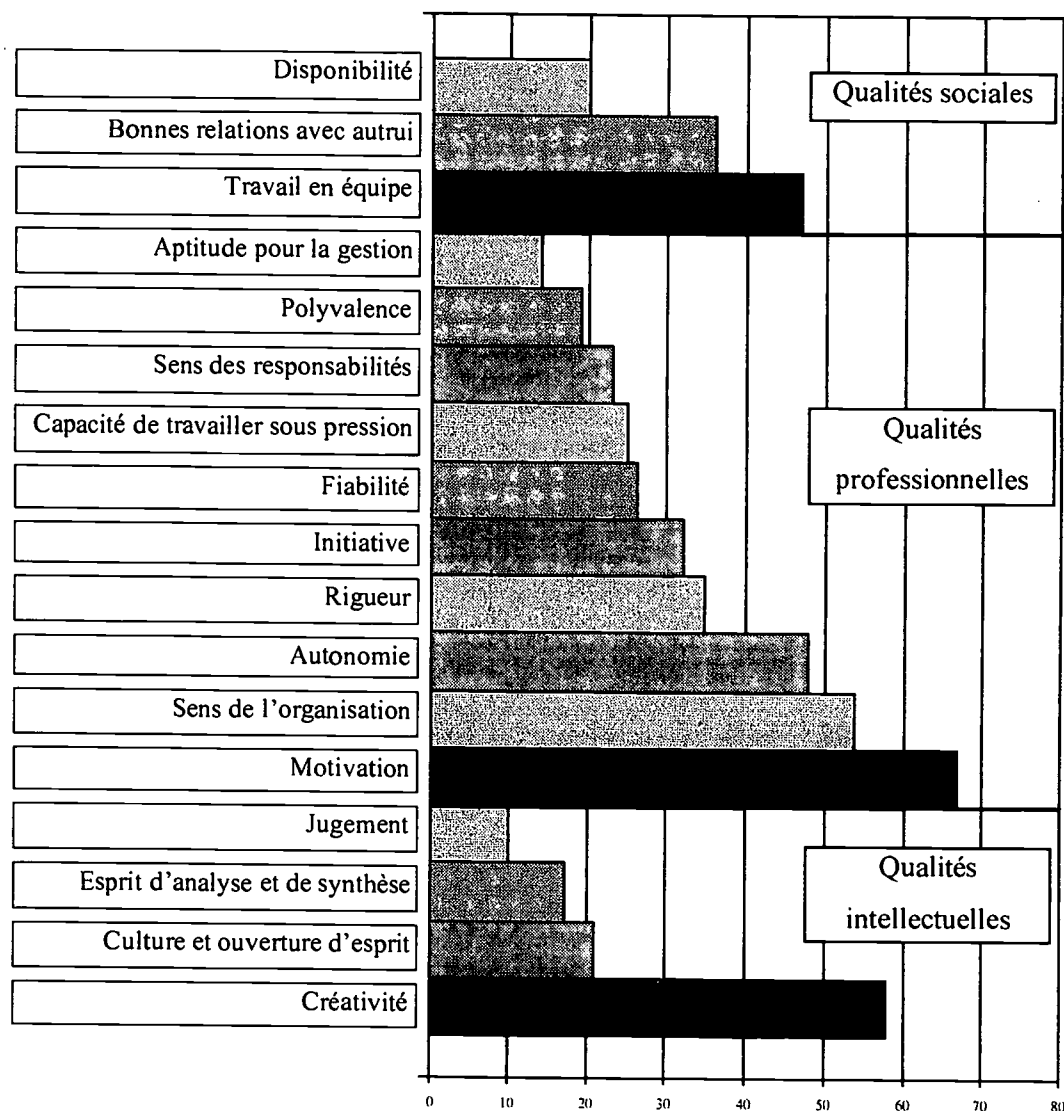 Disponibilité
Bonnes relations avec autrui
Travail en équipe
Aptitude pour la gestion
Polyvalence
Sens des responsabilités
Capacité de travailler sous pression
Fiabilité
Initiative
Rigueur
Autonomie
Sens de l'organisation
Motivation
Jugement
Esprit d'analyse et de synthèse
Culture et ouverture d'esprit
Créativité
Qualités sociales
Qualités
professionnelles
Qualités
intellectuelles
0 10 20 30 40 50 60 70 80